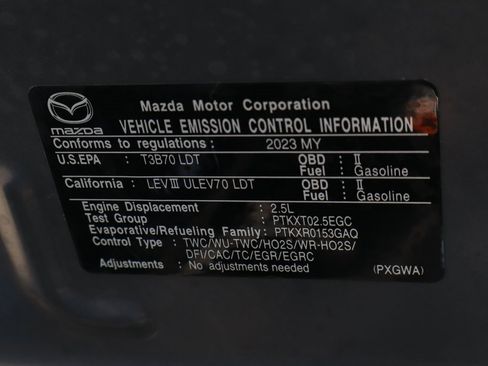 mazda
Mazda Motor Corporation
VEHICLE EMISSION CONTROL INFORMATION
Conforms to regulations : 2023 MY
U.S.EPA : T3B70 LDT OBD : II
Fuel : Gasoline
California : LEVⅢ ULEV70 LDT OBD : II
Fuel : Gasoline
Engine Displacement : 2.5L
Test Group : PTKXT02.5EGC
Evaporative/Refueling Family: PTKXR0153GAQ
Control Type : TWC/WU-TWC/HO2S/WR-HO2S/
DFI/CAC/TC/EGR/EGRC
Adjustments : No adjustments needed
(PXGWA)